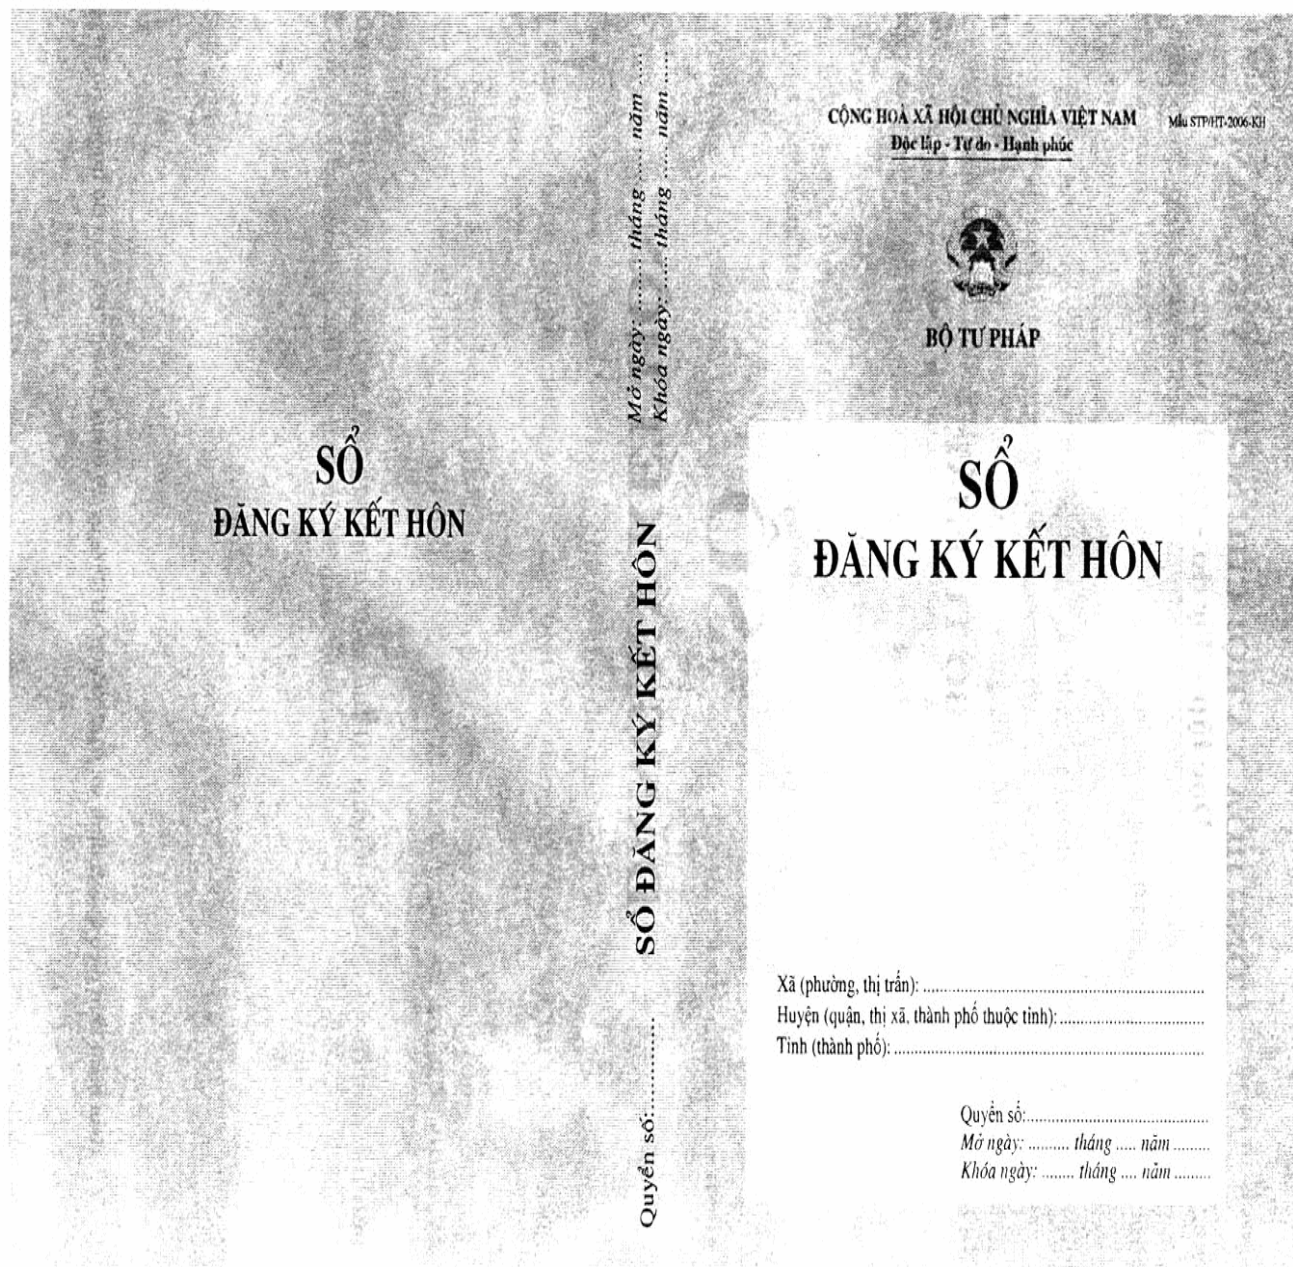 SỔ
ĐĂNG KÝ KẾT HÔN
Quyển số:................ SỔ ĐĂNG KÝ KẾT HÔN
Mở ngày: ........ tháng ..... năm ......
Khóa ngày: ...... tháng ..... năm ......
CỘNG HOÀ XÃ HỘI CHỦ NGHĨA VIỆT NAM
Mẫu STP/HT-2006-KH
Độc lập - Tự do - Hạnh phúc
BỘ TƯ PHÁP
SỔ
ĐĂNG KÝ KẾT HÔN
Xã (phường, thị trấn): ................................................................
Huyện (quận, thị xã, thành phố thuộc tỉnh): ..................................
Tỉnh (thành phố): ......................................................................
Quyển số:.........................................
Mở ngày: .......... tháng ..... năm .........
Khóa ngày: ........ tháng .... năm .........